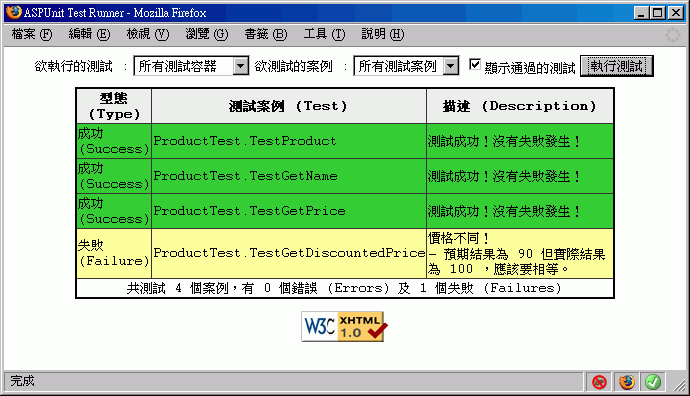 ASPUnit Test Runner - Mozilla Firefox
檔案 (F) 編輯 (E) 檢視 (V) 瀏覽 (G) 書籤 (B) 工具 (T) 說明 (H)
欲執行的測試 : 所有測試容器 欲測試的案例 : 所有測試案例 顯示通過的測試 執行測試
型態
(Type)
測試案例 (Test)
描述 (Description)
成功
(Success)
ProductTest.TestProduct
測試成功！沒有失敗發生！
成功
(Success)
ProductTest.TestGetName
測試成功！沒有失敗發生！
成功
(Success)
ProductTest.TestGetPrice
測試成功！沒有失敗發生！
失敗
(Failure)
ProductTest.TestGetDiscountedPrice
價格不同！
- 預期結果為 90 但實際結果
為 100 ，應該要相等。
共測試 4 個案例，有 0 個錯誤 (Errors) 及 1 個失敗 (Failures)
W3C XHTML 1.0
完成